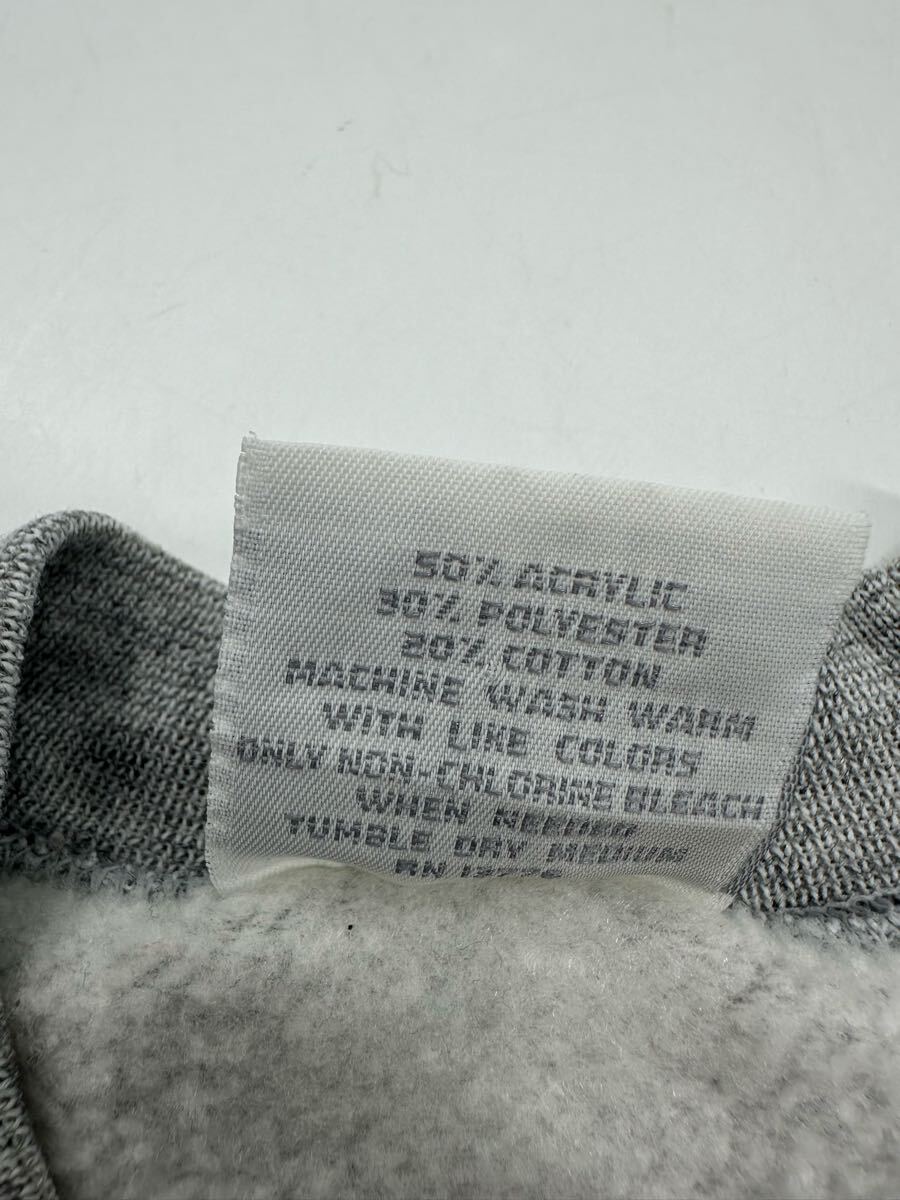 50% ACRYLIC
30% POLYESTER
20% COTTON
MACHINE WASH WARM
WITH LIKE COLORS
ONLY NON-CHLORINE BLEACH
WHEN NEEDED
TUMBLE DRY MEDIUM
RN